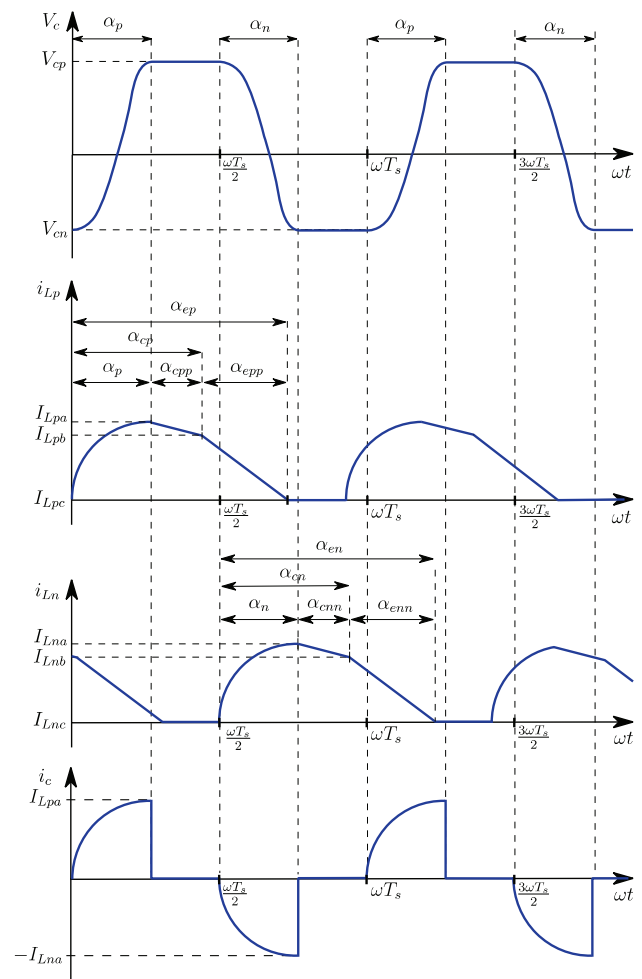 V_c α_p α_n α_p α_n
V_cp
ωT_s/2 ωT_s 3ωT_s/2 ωt
V_cn
i_Lp
α_ep
α_cp
α_p α_cpp α_epp
I_Lpa
I_Lpb
I_Lpc ωT_s/2 ωT_s 3ωT_s/2 ωt
α_en
i_Ln α_cn
α_n α_cnn α_enn
I_Lna
I_Lnb
I_Lnc ωT_s/2 ωT_s 3ωT_s/2 ωt
i_c
I_Lpa
ωT_s/2 ωT_s 3ωT_s/2 ωt
−I_Lna